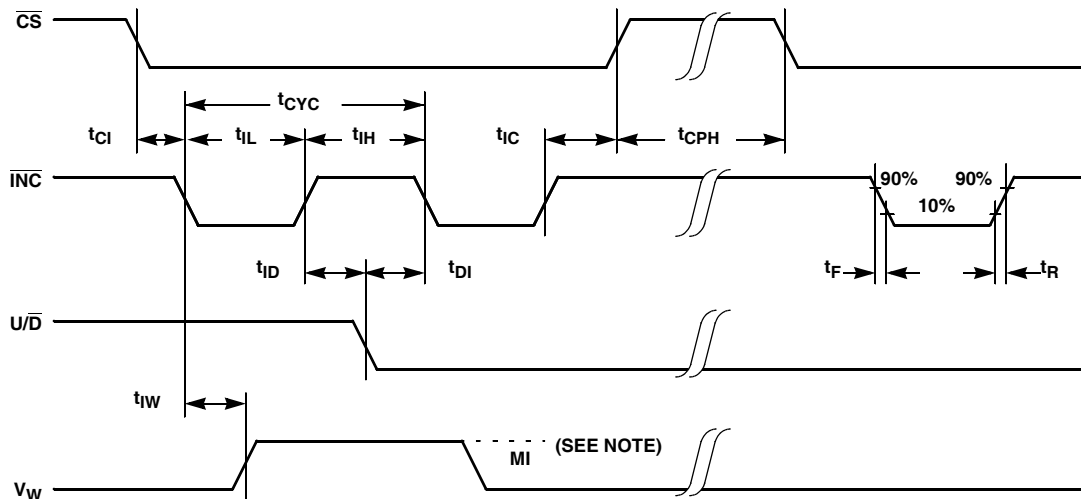 CS
tCYC
tCI tIL tIH tIC tCPH
INC
90% 90%
10%
tID tDI tF tR
U/D
tIW
(SEE NOTE)
MI
VW